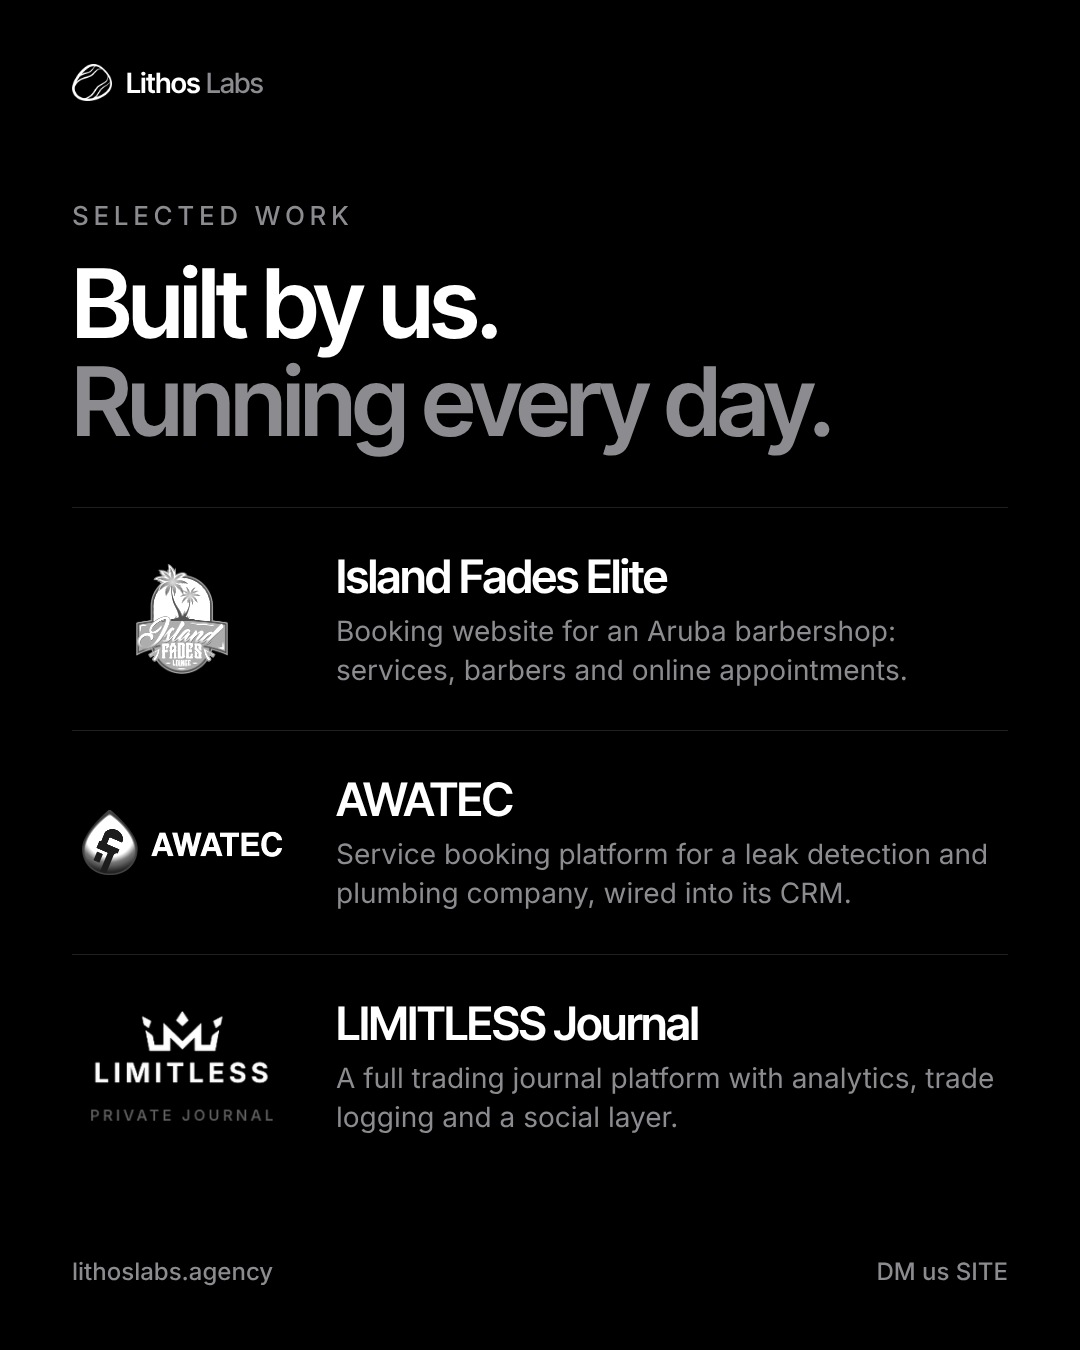 Lithos Labs
SELECTED WORK
Built by us.
Running every day.
Island
FADES
LOUNGE
Island Fades Elite
Booking website for an Aruba barbershop:
services, barbers and online appointments.
AWATEC
AWATEC
Service booking platform for a leak detection and
plumbing company, wired into its CRM.
LIMITLESS
PRIVATE JOURNAL
LIMITLESS Journal
A full trading journal platform with analytics, trade
logging and a social layer.
lithoslabs.agency
DM us SITE